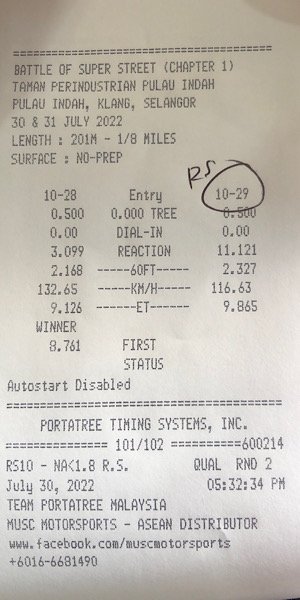 ==============================
BATTLE OF SUPER STREET (CHAPTER 1)
TAMAN PERINDUSTRIAN PULAU INDAH
PULAU INDAH, KLANG, SELANGOR
30 & 31 JULY 2022
LENGTH : 201M - 1/8 MILES
SURFACE : NO-PREP
RS
10-28 Entry 10-29
0.500 0.000 TREE 0.500
0.00 DIAL-IN 0.00
3.099 REACTION 11.121
2.168 ------60FT------ 2.327
132.65 ------KM/H------ 116.63
9.126 -------ET------- 9.865
WINNER
8.761 FIRST
STATUS
Autostart Disabled
==============================
PORTATREE TIMING SYSTEMS, INC.
============ 101/102 ==========600214
RS10 - NA<1.8 R.S. QUAL RND 2
July 30, 2022 05:32:34 PM
TEAM PORTATREE MALAYSIA
MUSC MOTORSPORTS - ASEAN DISTRIBUTOR
www.facebook.com/muscmotorsports
+6016-6681490